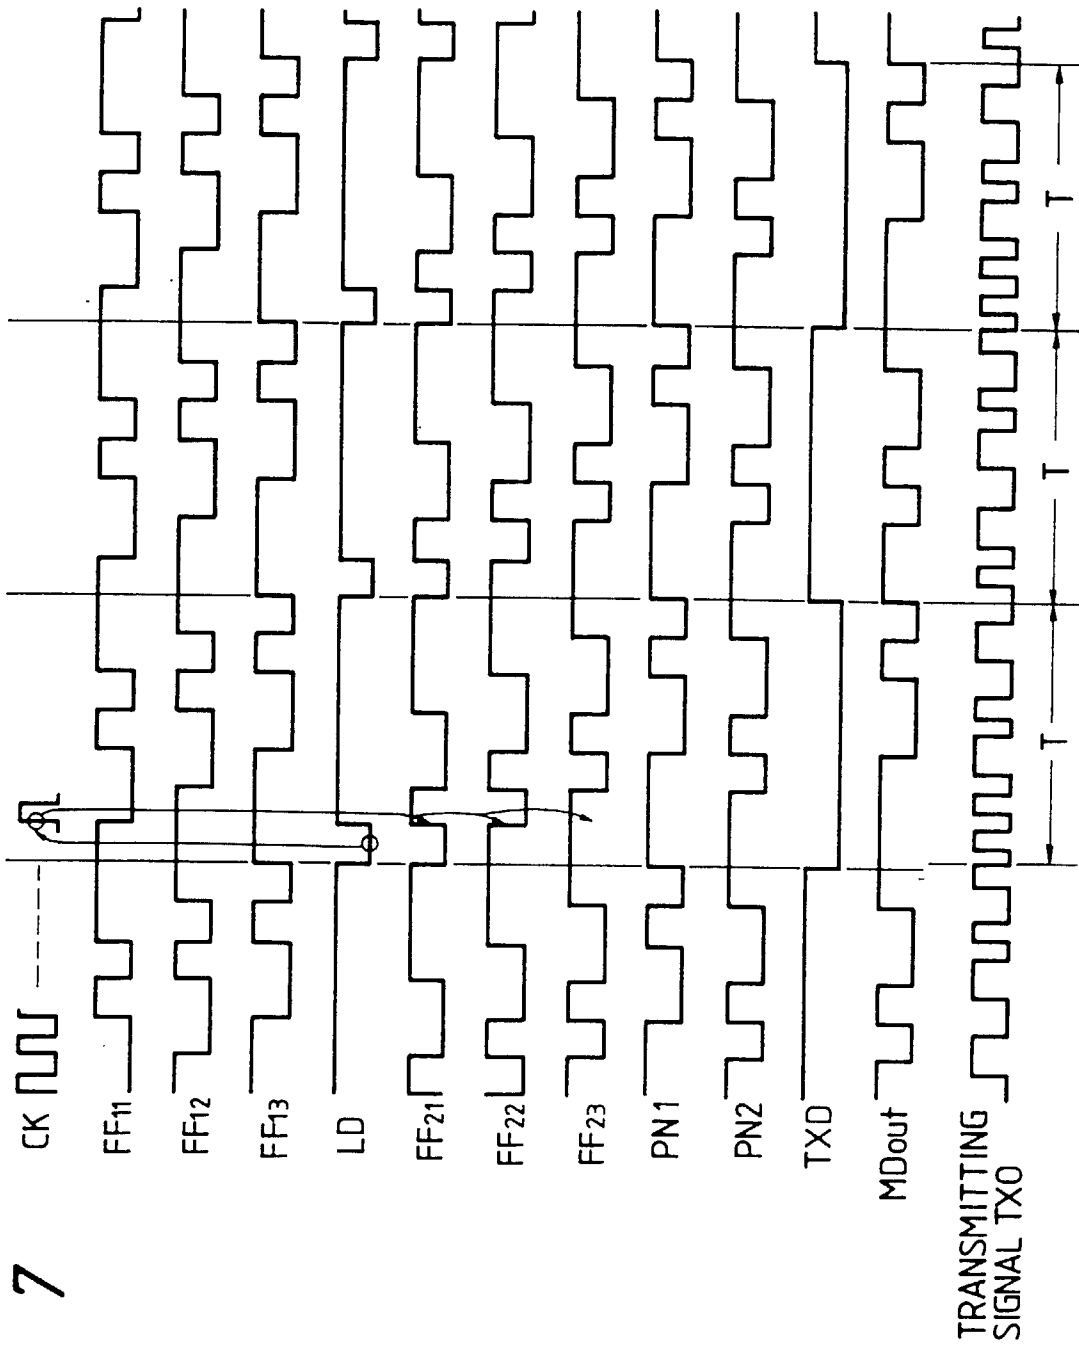 7
CK
FF11
FF12
FF13
LD
FF21
FF22
FF23
PN1
PN2
TXD
MDout
TRANSMITTING
SIGNAL TXO
T
T
T